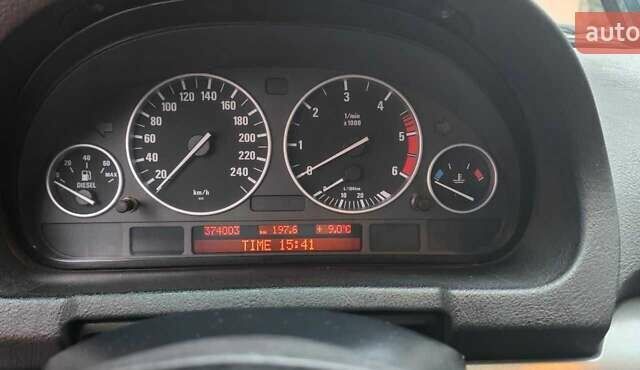 auto
20 40 60 80 100 120 140 160 180 200 220 240
km/h
0 1 2 3 4 5 6
1/min
x 1000
0 20 40 60 MAX
DIESEL
10 20
374003 197.6 9.0°C
TIME 15:41